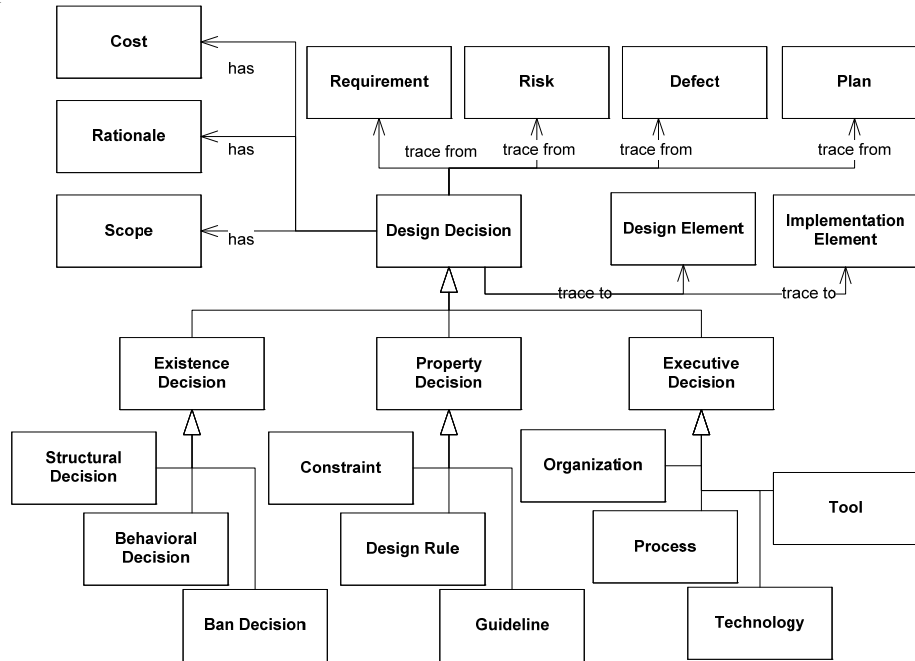 Cost
has
Requirement
Risk
Defect
Plan
Rationale
has
trace from
trace from
trace from
trace from
Scope
has
Design Decision
Design Element
Implementation
Element
trace to
trace to
Existence
Decision
Property
Decision
Executive
Decision
Structural
Decision
Constraint
Organization
Tool
Behavioral
Decision
Design Rule
Process
Ban Decision
Guideline
Technology